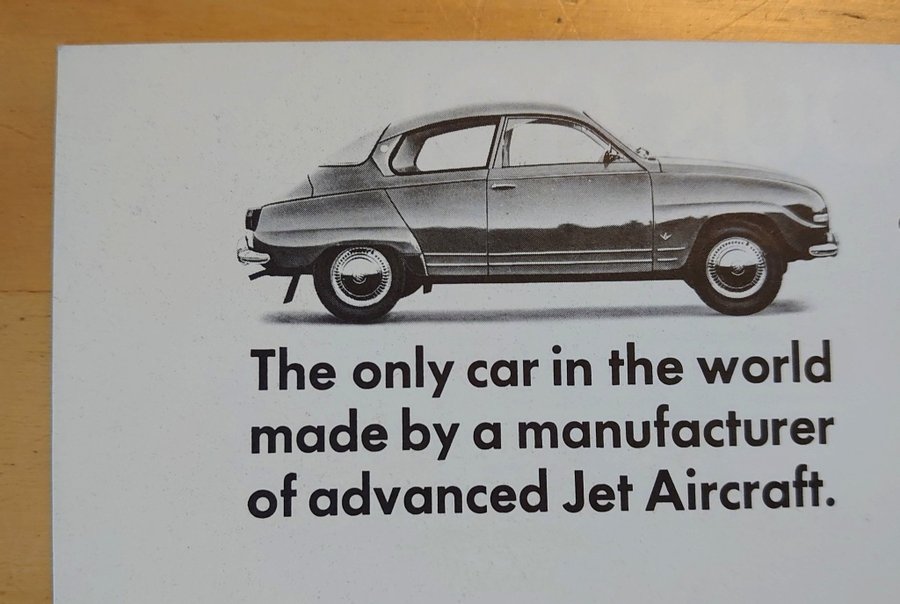 The only car in the world
made by a manufacturer
of advanced Jet Aircraft.